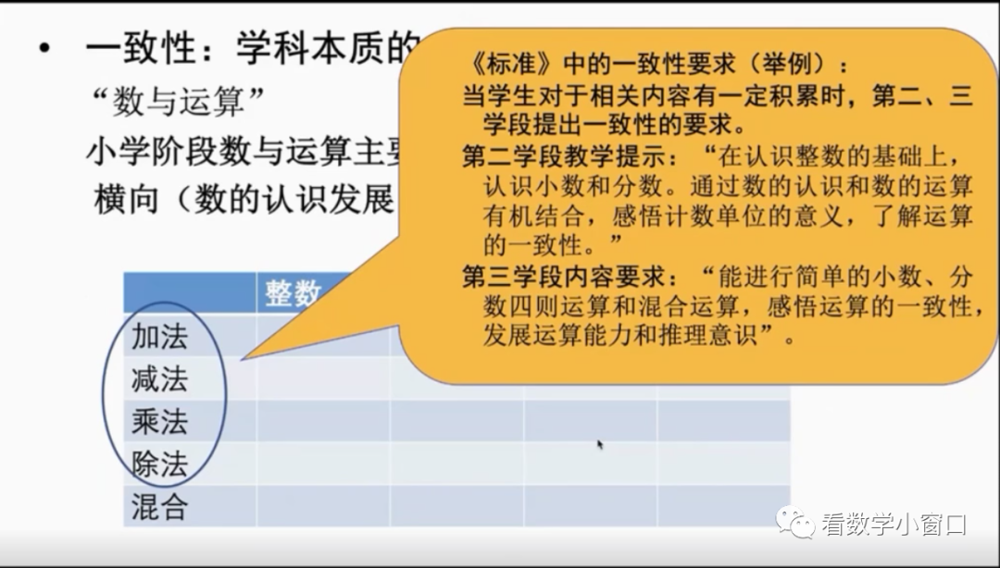 • 一致性：学科本质的
“数与运算”
小学阶段数与运算主
横向（数的认识发展
《标准》中的一致性要求（举例）：
当学生对于相关内容有一定积累时，第二、三
学段提出一致性的要求。
第二学段教学提示：“在认识整数的基础上，
认识小数和分数。通过数的认识和数的运算
有机结合，感悟计数单位的意义，了解运算
的一致性。”
第三学段内容要求：“能进行简单的小数、分
数四则运算和混合运算，感悟运算的一致性，
发展运算能力和推理意识”。
整数
加法
减法
乘法
除法
混合
看数学小窗口